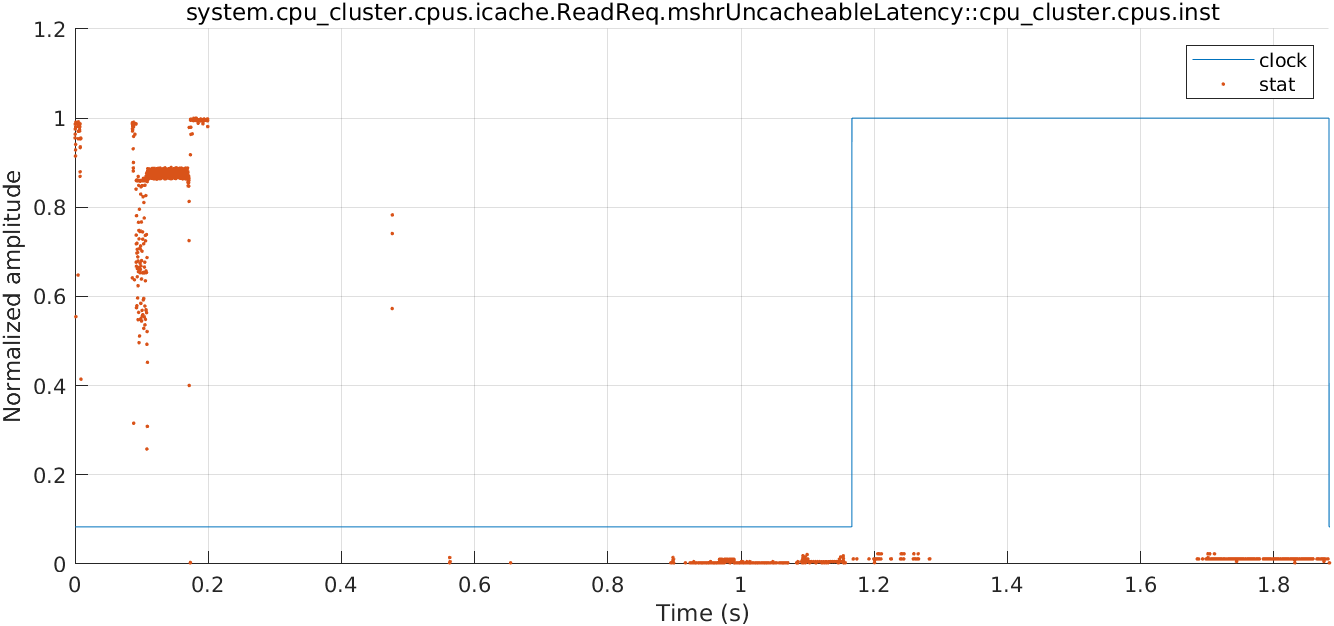 system.cpu_cluster.cpus.icache.ReadReq.mshrUncacheableLatency::cpu_cluster.cpus.inst
1.2
1
0.8
0.6
0.4
0.2
0
Normalized amplitude
clock
stat
0 0.2 0.4 0.6 0.8 1 1.2 1.4 1.6 1.8
Time (s)